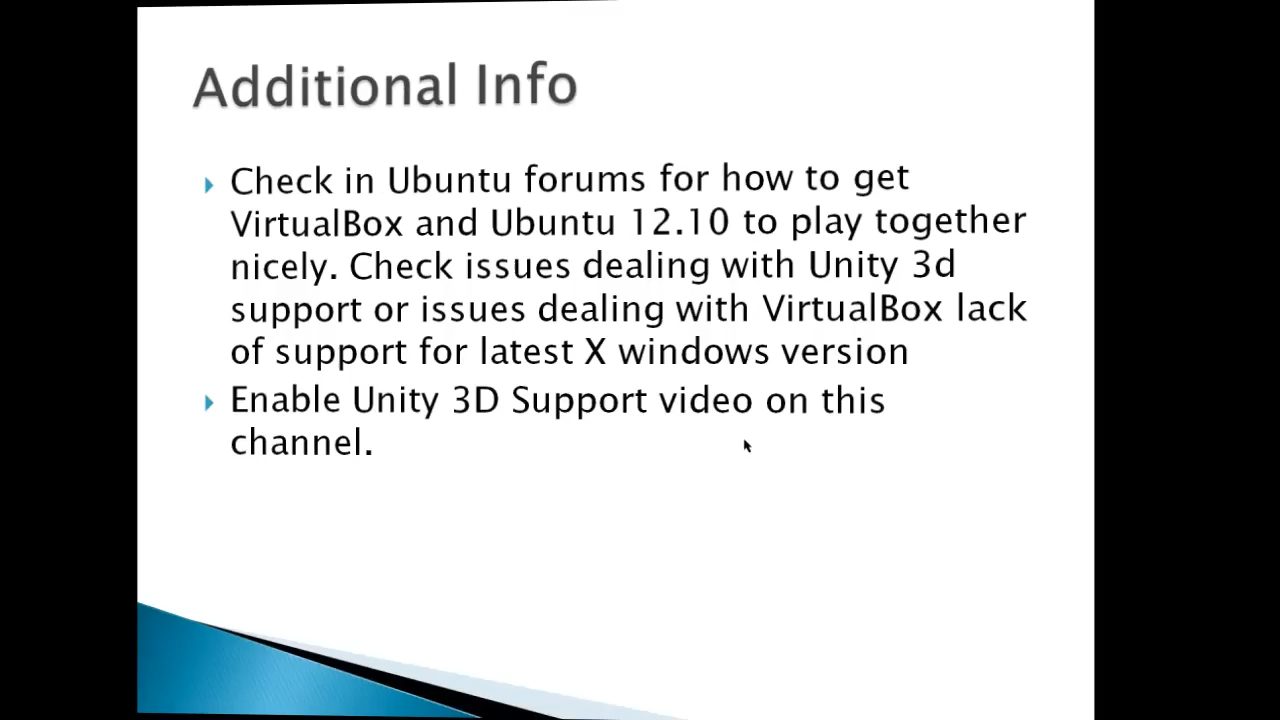 Additional Info
Check in Ubuntu forums for how to get
VirtualBox and Ubuntu 12.10 to play together
nicely. Check issues dealing with Unity 3d
support or issues dealing with VirtualBox lack
of support for latest X windows version
Enable Unity 3D Support video on this
channel.